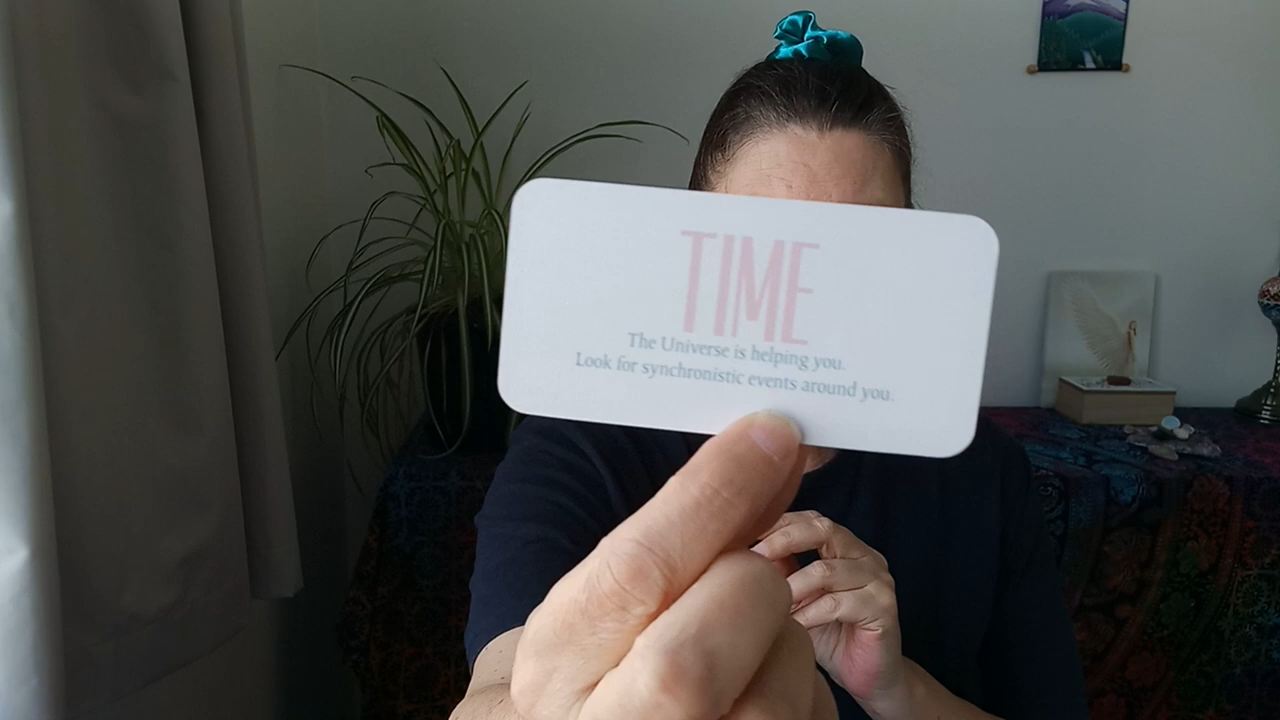 TIME
The Universe is helping you.
Look for synchronistic events around you.